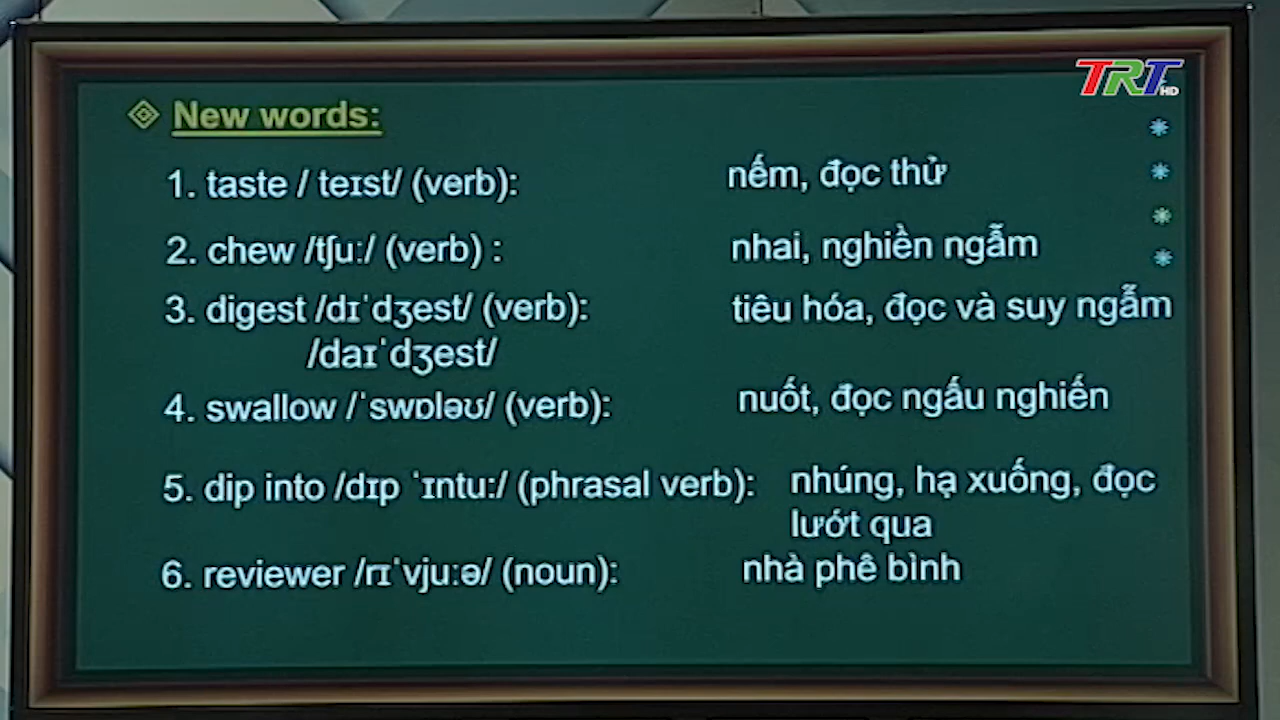 TRT HD
New words:
1. taste / teɪst/ (verb): nếm, đọc thử
2. chew /tʃuː/ (verb) : nhai, nghiền ngẫm
3. digest /dɪˈdʒest/ (verb): tiêu hóa, đọc và suy ngẫm
/daɪˈdʒest/
4. swallow /ˈswɒləʊ/ (verb): nuốt, đọc ngấu nghiến
5. dip into /dɪp ˈɪntu:/ (phrasal verb): nhúng, hạ xuống, đọc
lướt qua
6. reviewer /rɪˈvjuːə/ (noun): nhà phê bình